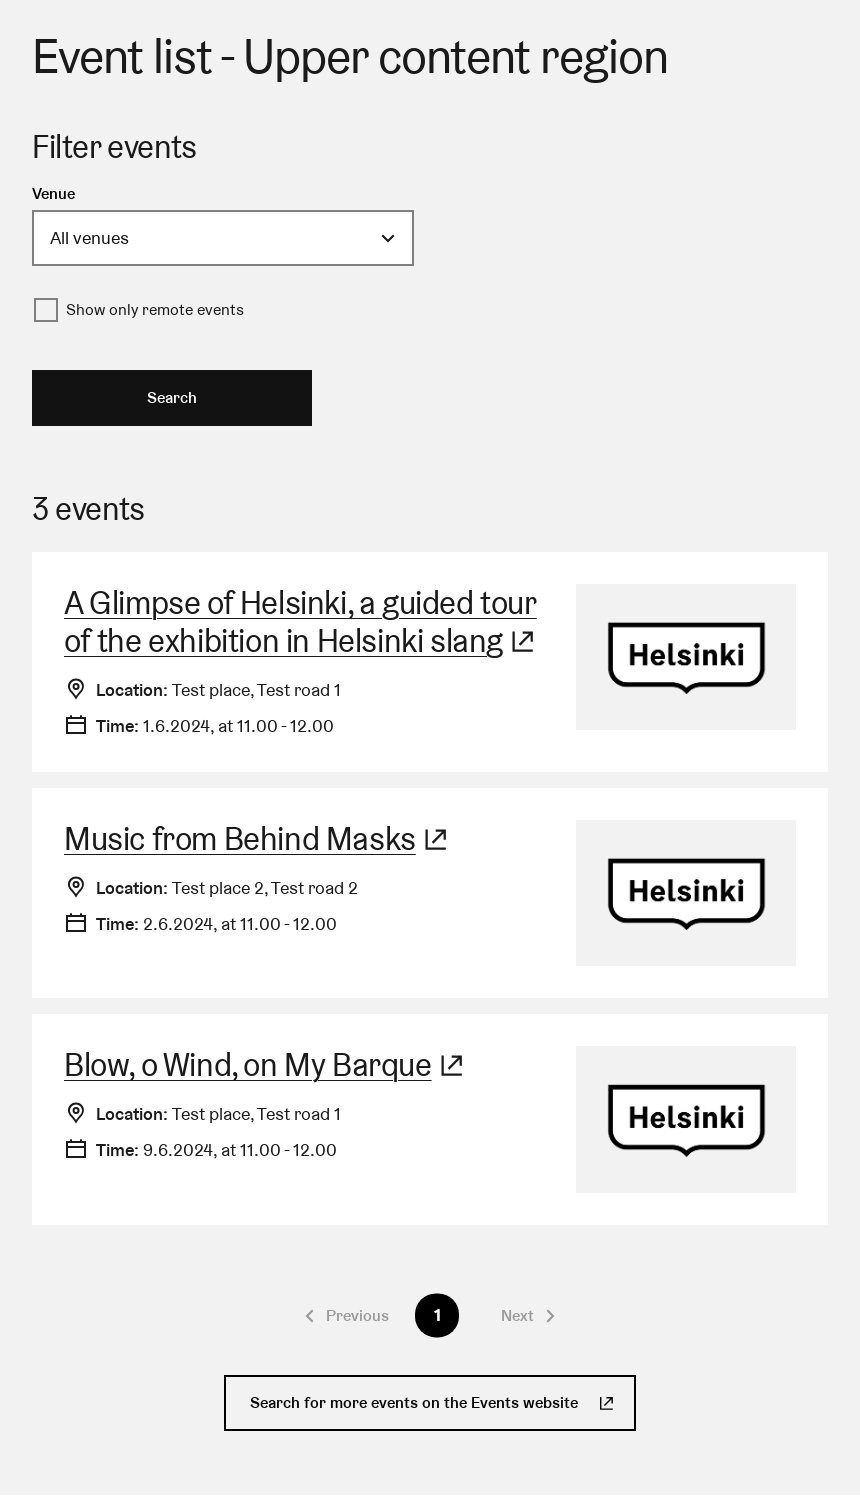 Event list - Upper content region
Filter events
Venue
All venues
Show only remote events
Search
3 events
A Glimpse of Helsinki, a guided tour
of the exhibition in Helsinki slang
Location: Test place, Test road 1
Time: 1.6.2024, at 11.00 - 12.00
Helsinki
Music from Behind Masks
Location: Test place 2, Test road 2
Time: 2.6.2024, at 11.00 - 12.00
Helsinki
Blow, o Wind, on My Barque
Location: Test place, Test road 1
Time: 9.6.2024, at 11.00 - 12.00
Helsinki
Previous 1 Next
Search for more events on the Events website